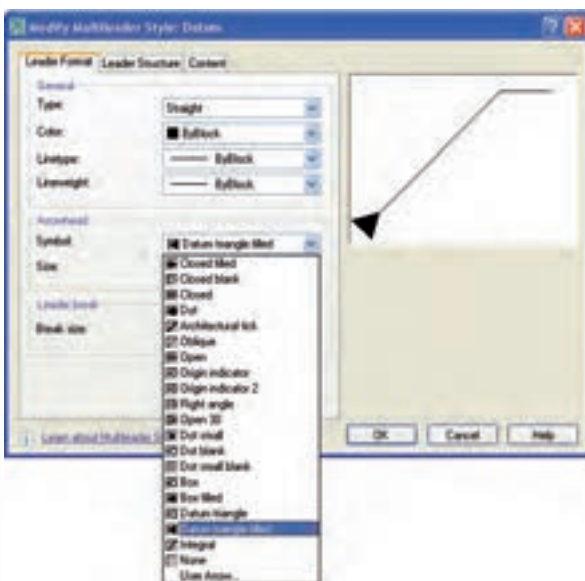 Modify Multileader Style: Datum
Leader Format Leader Structure Content
General
Type: Straight
Color: ByBlock
Linetype: ByBlock
Lineweight: ByBlock
Arrowhead
Symbol: Datum triangle filled
Size:
Closed filled
Closed blank
Closed
Dot
Architectural tick
Oblique
Open
Origin indicator
Origin indicator 2
Right angle
Open 30
Dot small
Dot blank
Dot small blank
Box
Box filled
Datum triangle
Datum triangle filled
Integral
None
User Arrow...
Leader break
Break size:
Learn about Multileader S
OK Cancel Help